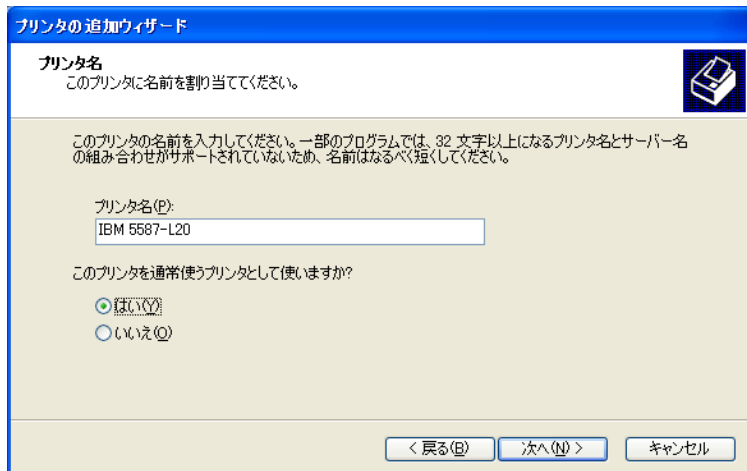 プリンタの追加ウィザード
プリンタ名
このプリンタに名前を割り当ててください。
このプリンタの名前を入力してください。一部のプログラムでは、32 文字以上になるプリンタ名とサーバー名
の組み合わせがサポートされていないため、名前はなるべく短くしてください。
プリンタ名(P):
IBM 5587-L20
このプリンタを通常使うプリンタとして使いますか?
はい(Y)
いいえ(O)
< 戻る(B) 次へ(N) > キャンセル